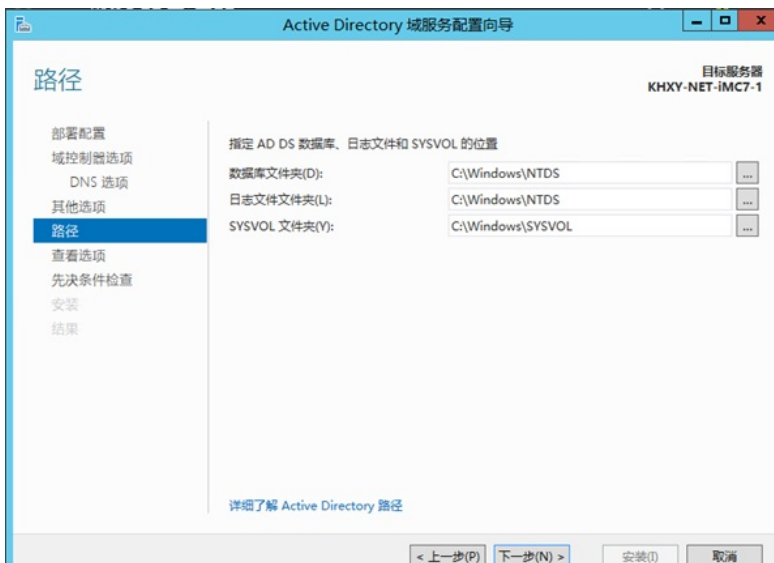 Active Directory 域服务配置向导
路径
目标服务器
KHXY-NET-iMC7-1
部署配置
域控制器选项
DNS 选项
其他选项
路径
查看选项
先决条件检查
安装
结果
指定 AD DS 数据库、日志文件和 SYSVOL 的位置
数据库文件夹(D): C:\Windows\NTDS ...
日志文件文件夹(L): C:\Windows\NTDS ...
SYSVOL 文件夹(Y): C:\Windows\SYSVOL ...
详细了解 Active Directory 路径
< 上一步(P) 下一步(N) > 安装(I) 取消